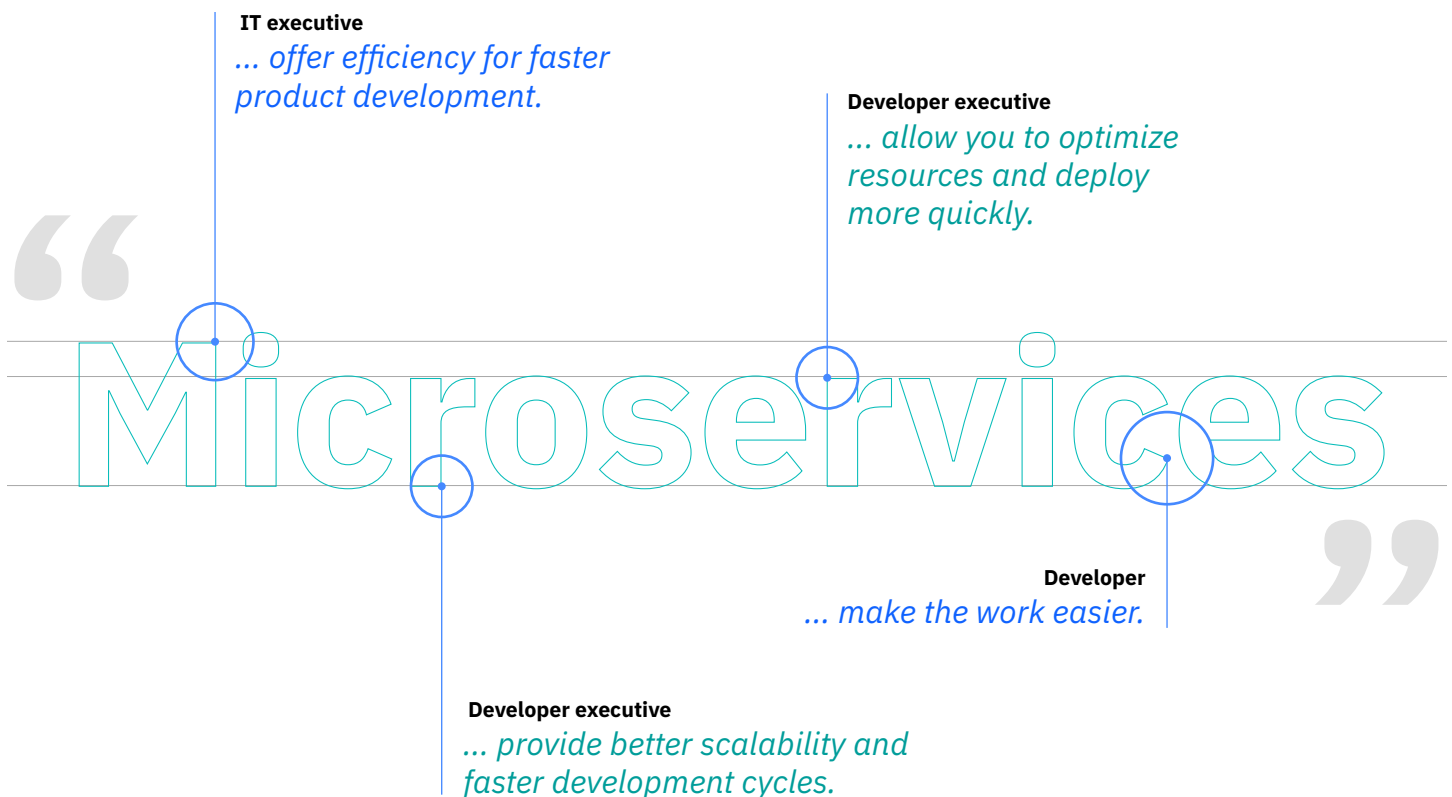 IT executive
... offer efficiency for faster
product development.
Developer executive
... allow you to optimize
resources and deploy
more quickly.
“
Microservices
”
Developer
... make the work easier.
Developer executive
... provide better scalability and
faster development cycles.